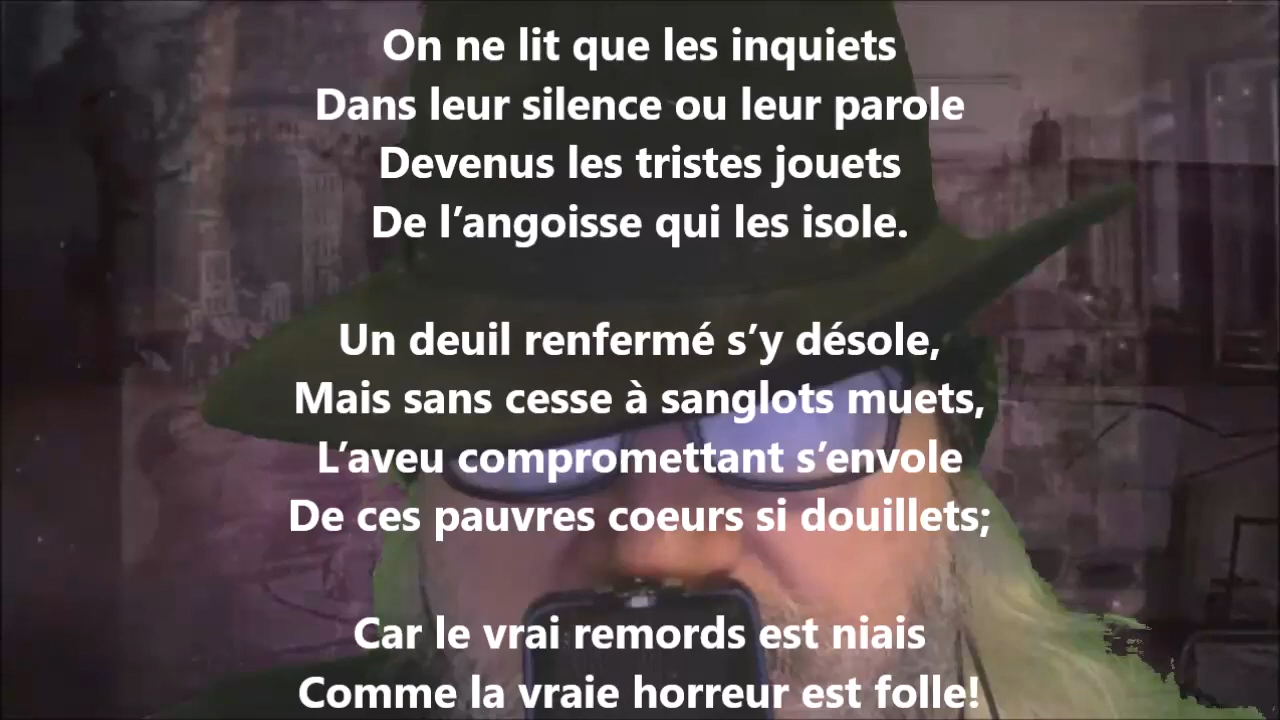 On ne lit que les inquiets
Dans leur silence ou leur parole
Devenus les tristes jouets
De l’angoisse qui les isole.
Un deuil renfermé s’y désole,
Mais sans cesse à sanglots muets,
L’aveu compromettant s’envole
De ces pauvres coeurs si douillets;
Car le vrai remords est niais
Comme la vraie horreur est folle!